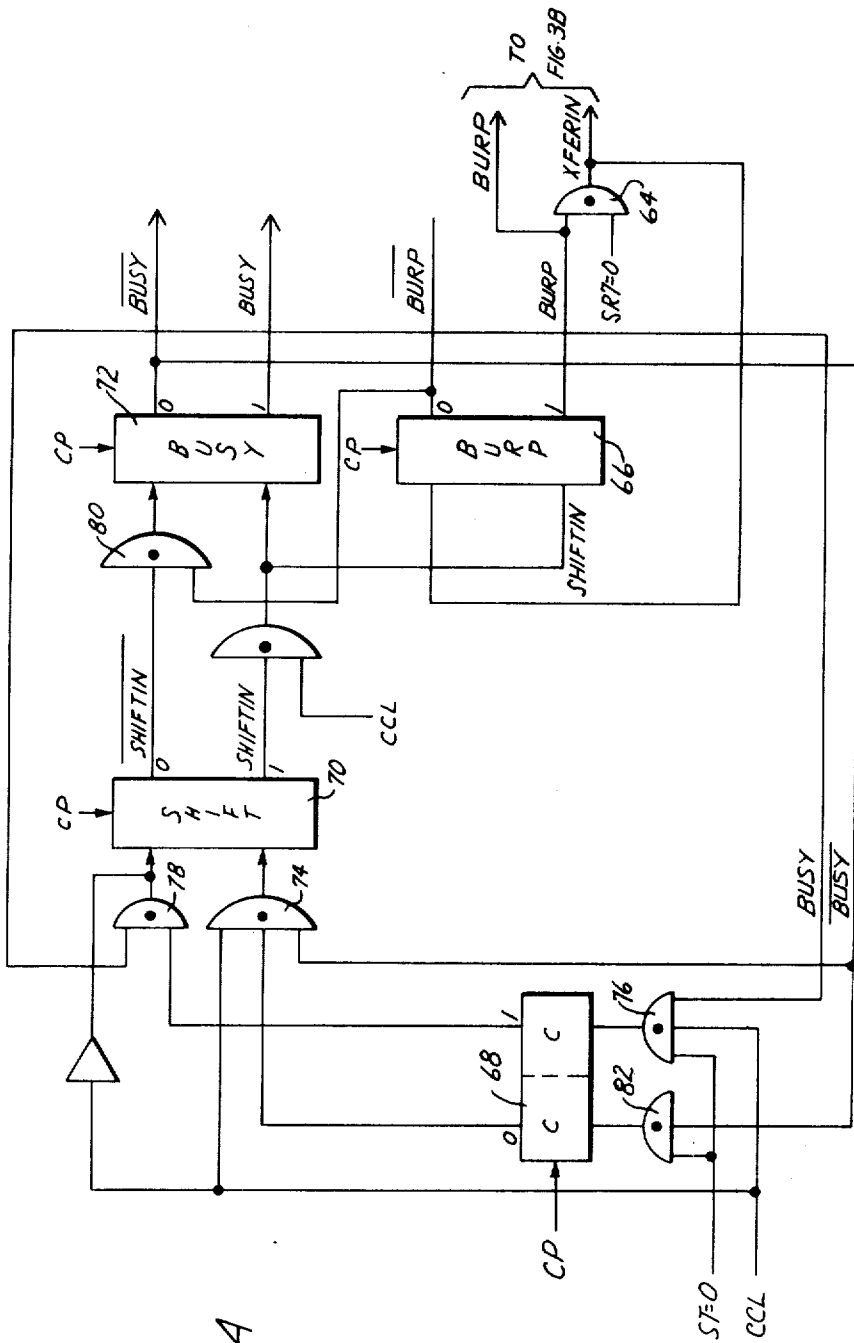 72
CP
BUSY
0
1
B̅U̅S̅Y̅
BUSY
80
CP
BURP
0
1
66
B̅U̅R̅P̅
BURP
BURP
XFERIN
TO
FIG. 3B
64
SR7=0
SHIFTIN
S̅H̅I̅F̅T̅I̅N̅
SHIFTIN
CCL
CP
SHIFT
0
1
70
78
74
BUSY
B̅U̅S̅Y̅
68
0
1
C
C
CP
82
76
ST=0
CCL
A